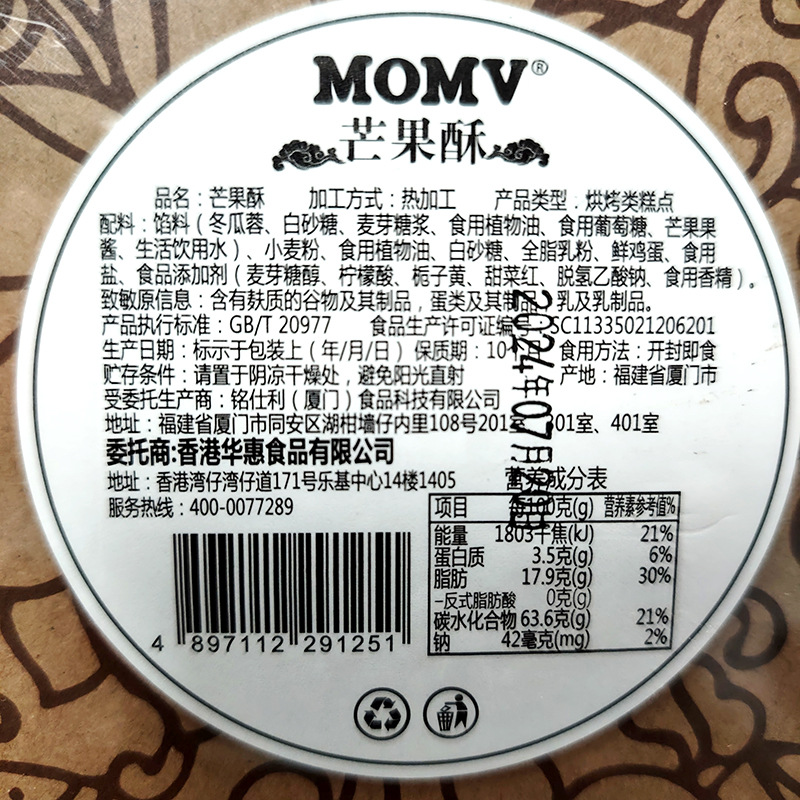 MOMV®
芒果酥
品名：芒果酥 加工方式：热加工 产品类型：烘烤类糕点
配料：馅料（冬瓜蓉、白砂糖、麦芽糖浆、食用植物油、食用葡萄糖、芒果果
酱、生活饮用水）、小麦粉、食用植物油、白砂糖、全脂乳粉、鲜鸡蛋、食用
盐、食品添加剂（麦芽糖醇、柠檬酸、栀子黄、甜菜红、脱氢乙酸钠、食用香精）。
致敏原信息：含有麸质的谷物及其制品，蛋类及其制品，乳及乳制品。
产品执行标准：GB/T 20977 食品生产许可证编号：SC11335021206201
生产日期：标示于包装上（年/月/日） 保质期：10 食用方法：开封即食
贮存条件：请置于阴凉干燥处，避免阳光直射 产地：福建省厦门市
受委托生产商：铭仕利（厦门）食品科技有限公司
地址：福建省厦门市同安区湖柑墙仔内里108号201室、 01室、401室
委托商:香港华惠食品有限公司
地址：香港湾仔湾仔道171号乐基中心14楼1405
服务热线：400-0077289
2024年07月
营养成分表
项目 每100克(g) 营养素参考值%
能量 1803千焦(kJ) 21%
蛋白质 3.5克(g) 6%
脂肪 17.9克(g) 30%
-反式脂肪酸 0克(g)
碳水化合物 63.6克(g) 21%
钠 42毫克(mg) 2%
4 897112 291251